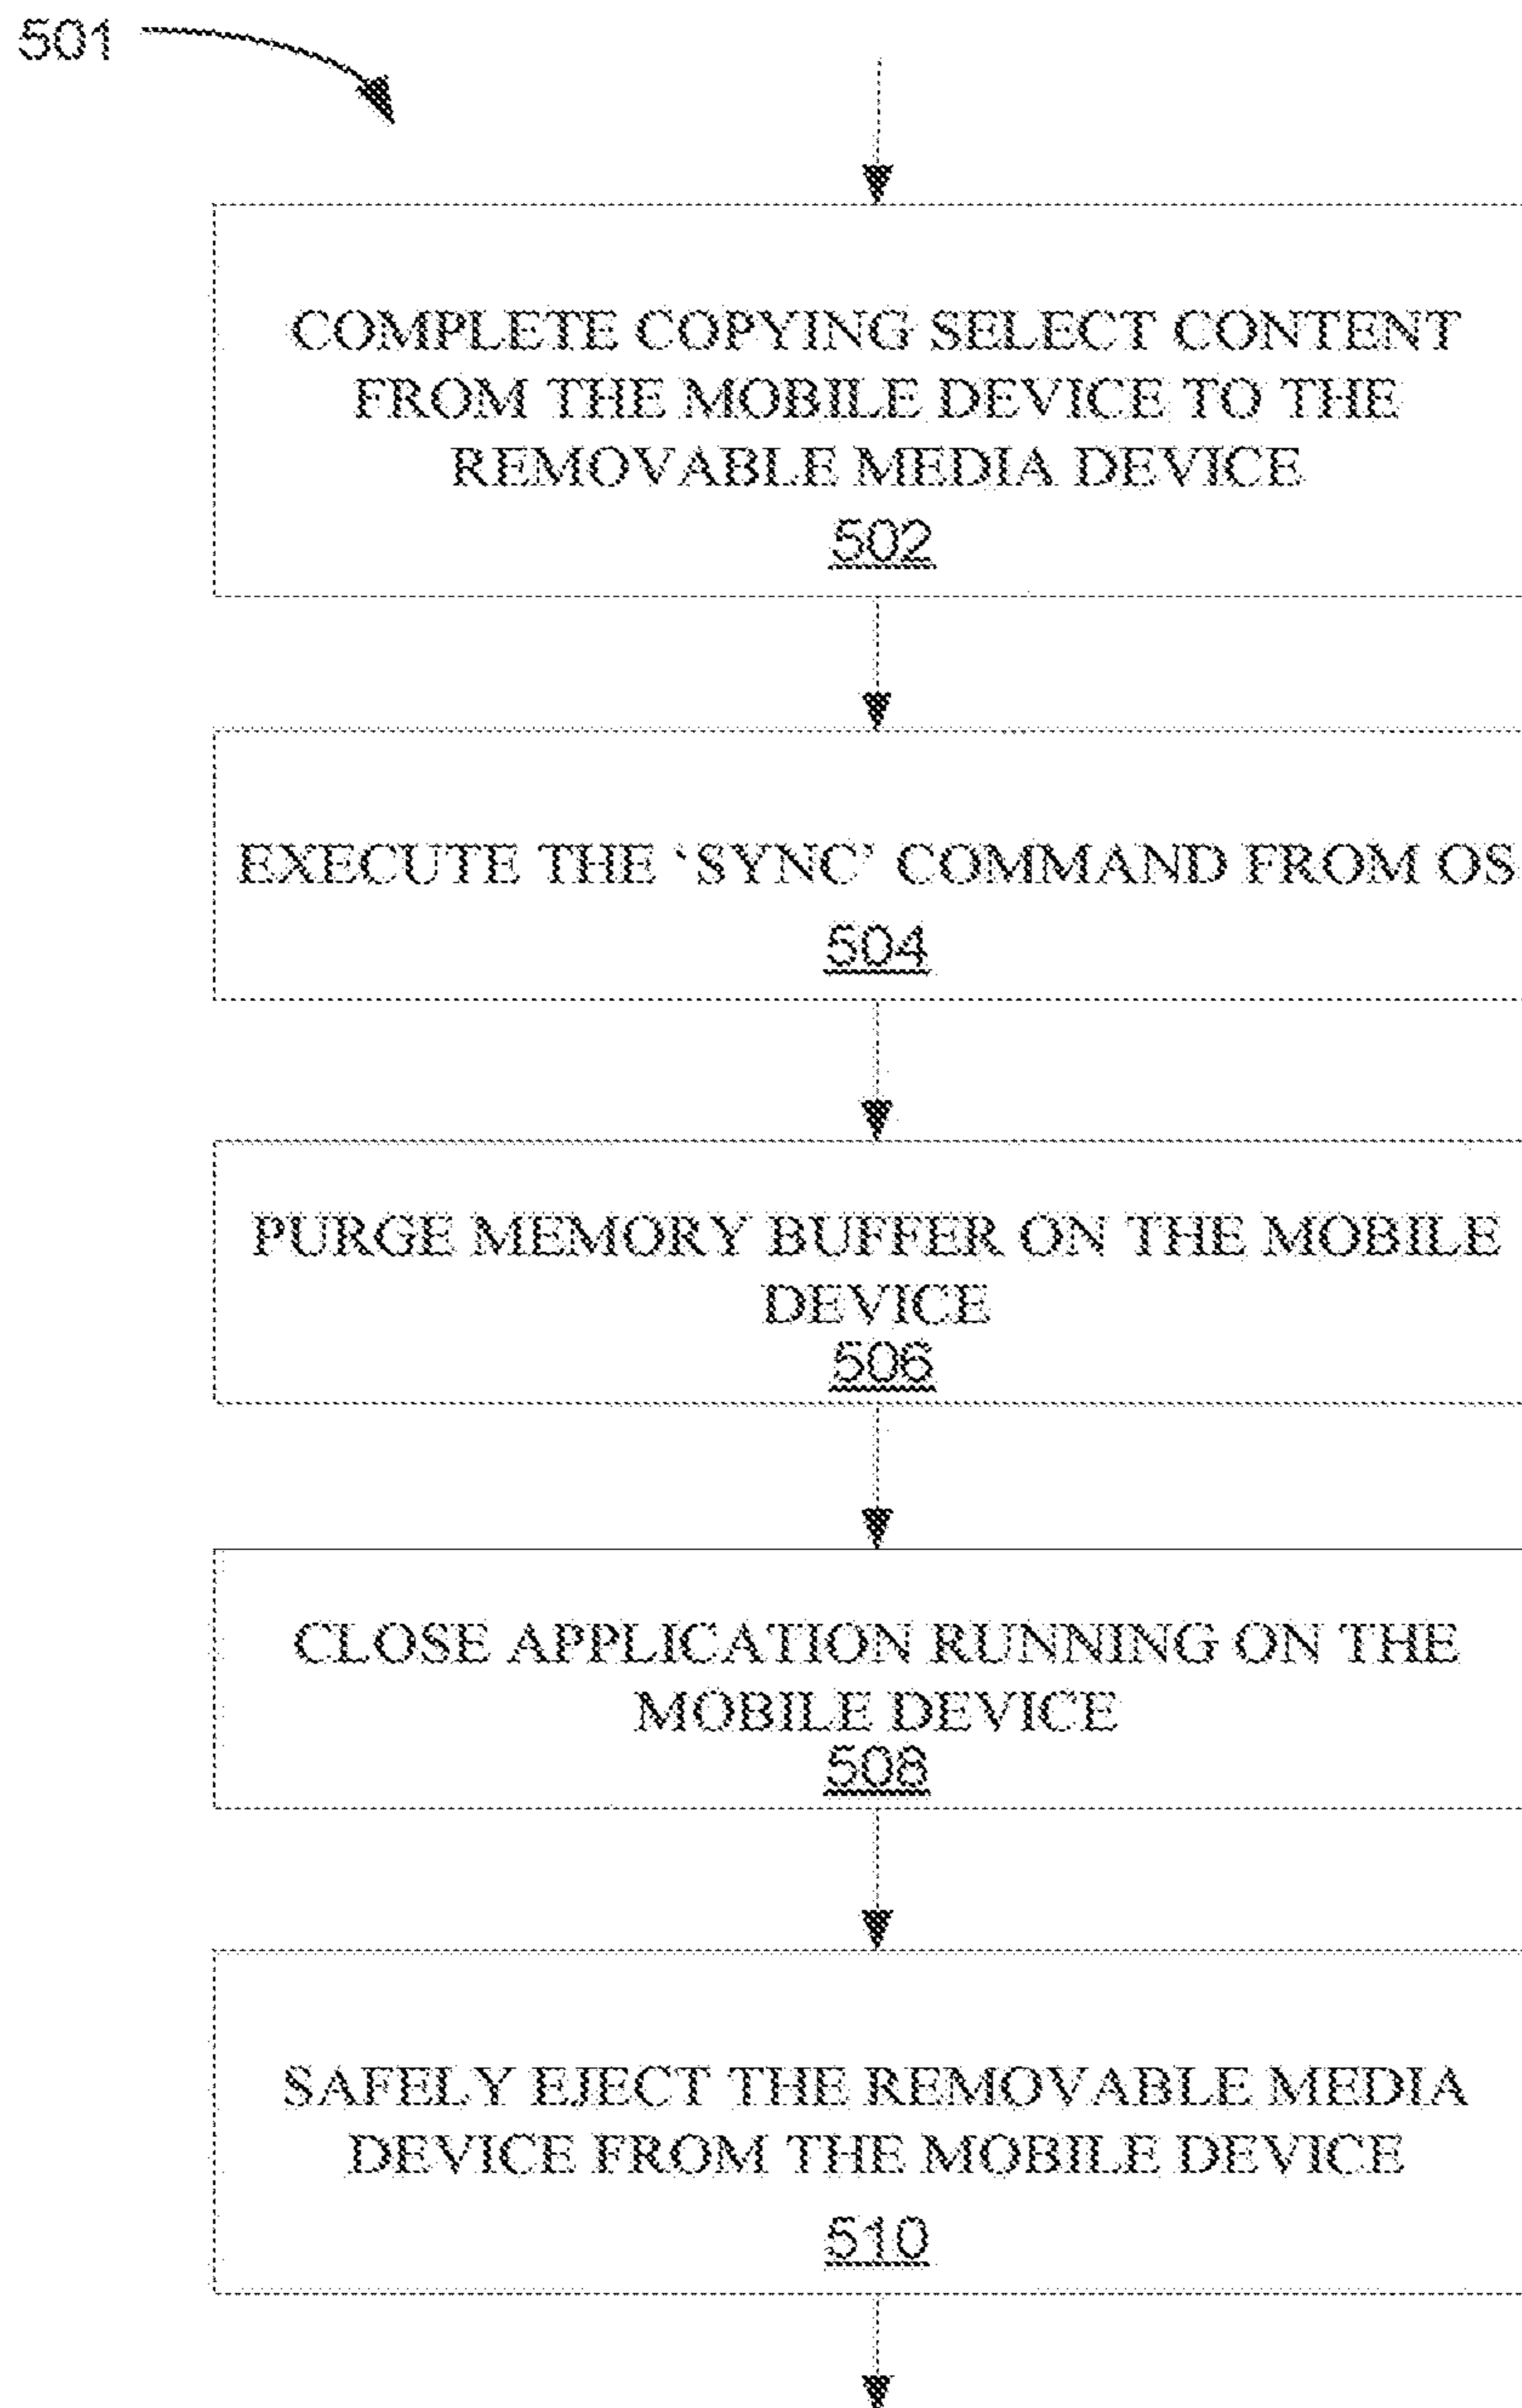 501
COMPLETE COPYING SELECT CONTENT
FROM THE MOBILE DEVICE TO THE
REMOVABLE MEDIA DEVICE
502
EXECUTE THE ‘SYNC’ COMMAND FROM OS
504
PURGE MEMORY BUFFER ON THE MOBILE
DEVICE
506
CLOSE APPLICATION RUNNING ON THE
MOBILE DEVICE
508
SAFELY EJECT THE REMOVABLE MEDIA
DEVICE FROM THE MOBILE DEVICE
510